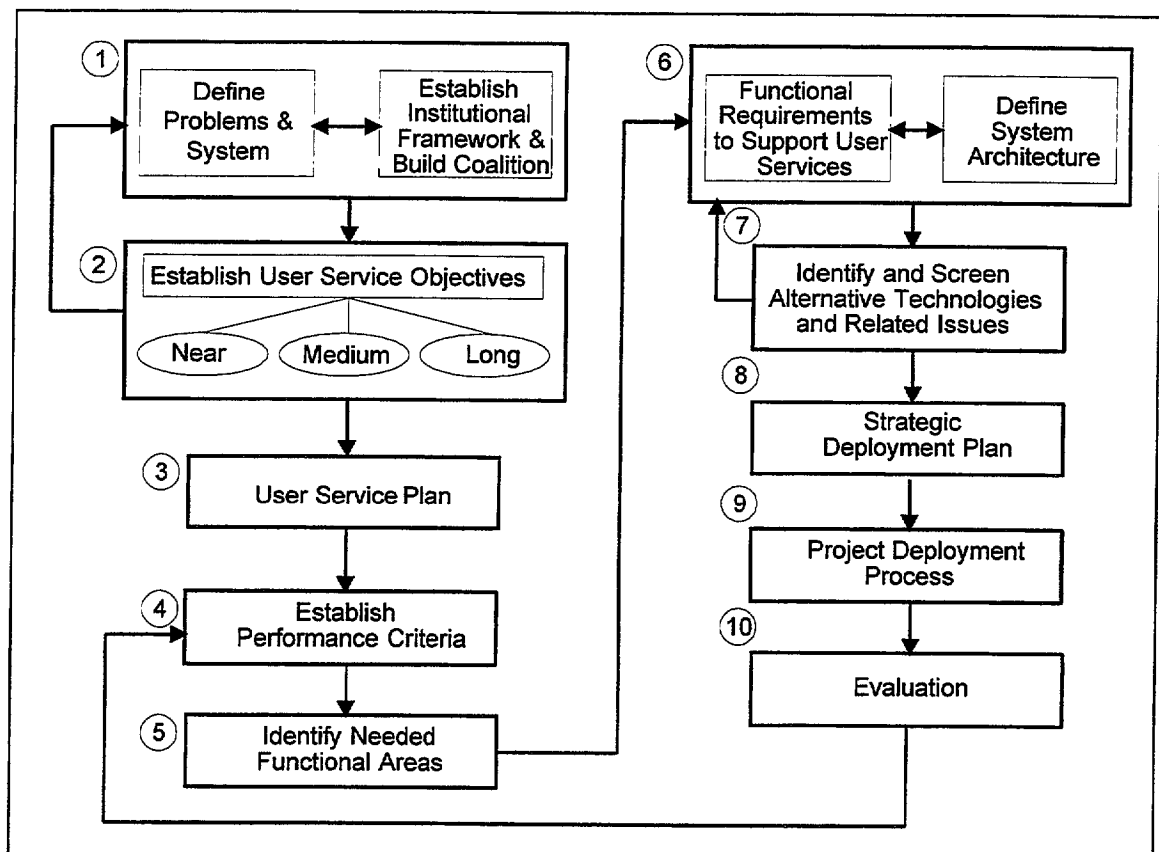 1
Define
Problems &
System
Establish
Institutional
Framework &
Build Coalition
2
Establish User Service Objectives
Near
Medium
Long
3
User Service Plan
4
Establish
Performance Criteria
5
Identify Needed
Functional Areas
6
Functional
Requirements
to Support User
Services
Define
System
Architecture
7
Identify and Screen
Alternative Technologies
and Related Issues
8
Strategic
Deployment Plan
9
Project Deployment
Process
10
Evaluation